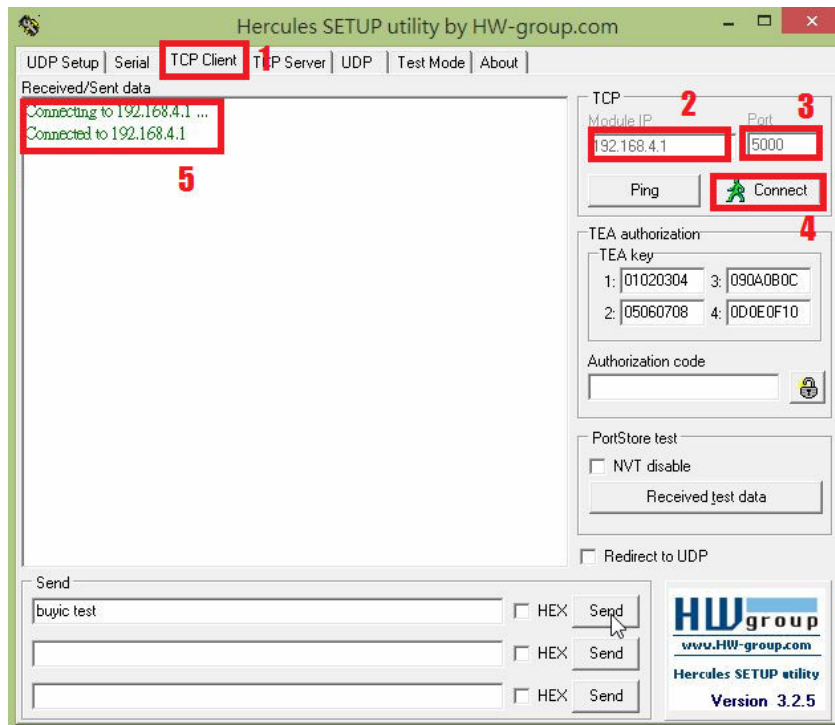 Hercules SETUP utility by HW-group.com
UDP Setup Serial TCP Client 1 TCP Server UDP Test Mode About
Received/Sent data
Connecting to 192.168.4.1 ...
Connected to 192.168.4.1
5
TCP
Module IP 2 Port 3
192.168.4.1 5000
Ping Connect
4
TEA authorization
TEA key
1: 01020304 3: 090A0B0C
2: 05060708 4: 0D0E0F10
Authorization code
PortStore test
NVT disable
Received test data
Redirect to UDP
Send
buyic test HEX Send
HEX Send
HEX Send
HW group
www.HW-group.com
Hercules SETUP utility
Version 3.2.5